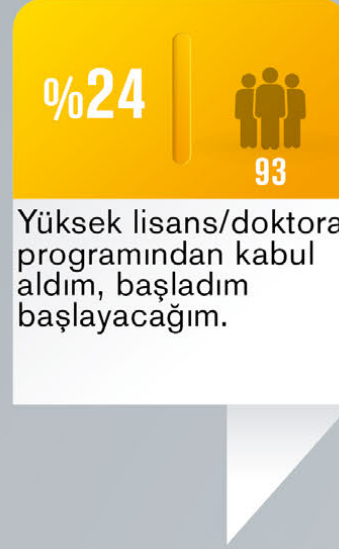 %24
93
Yüksek lisans/doktora
programından kabul
aldım, başladım
başlayacağım.